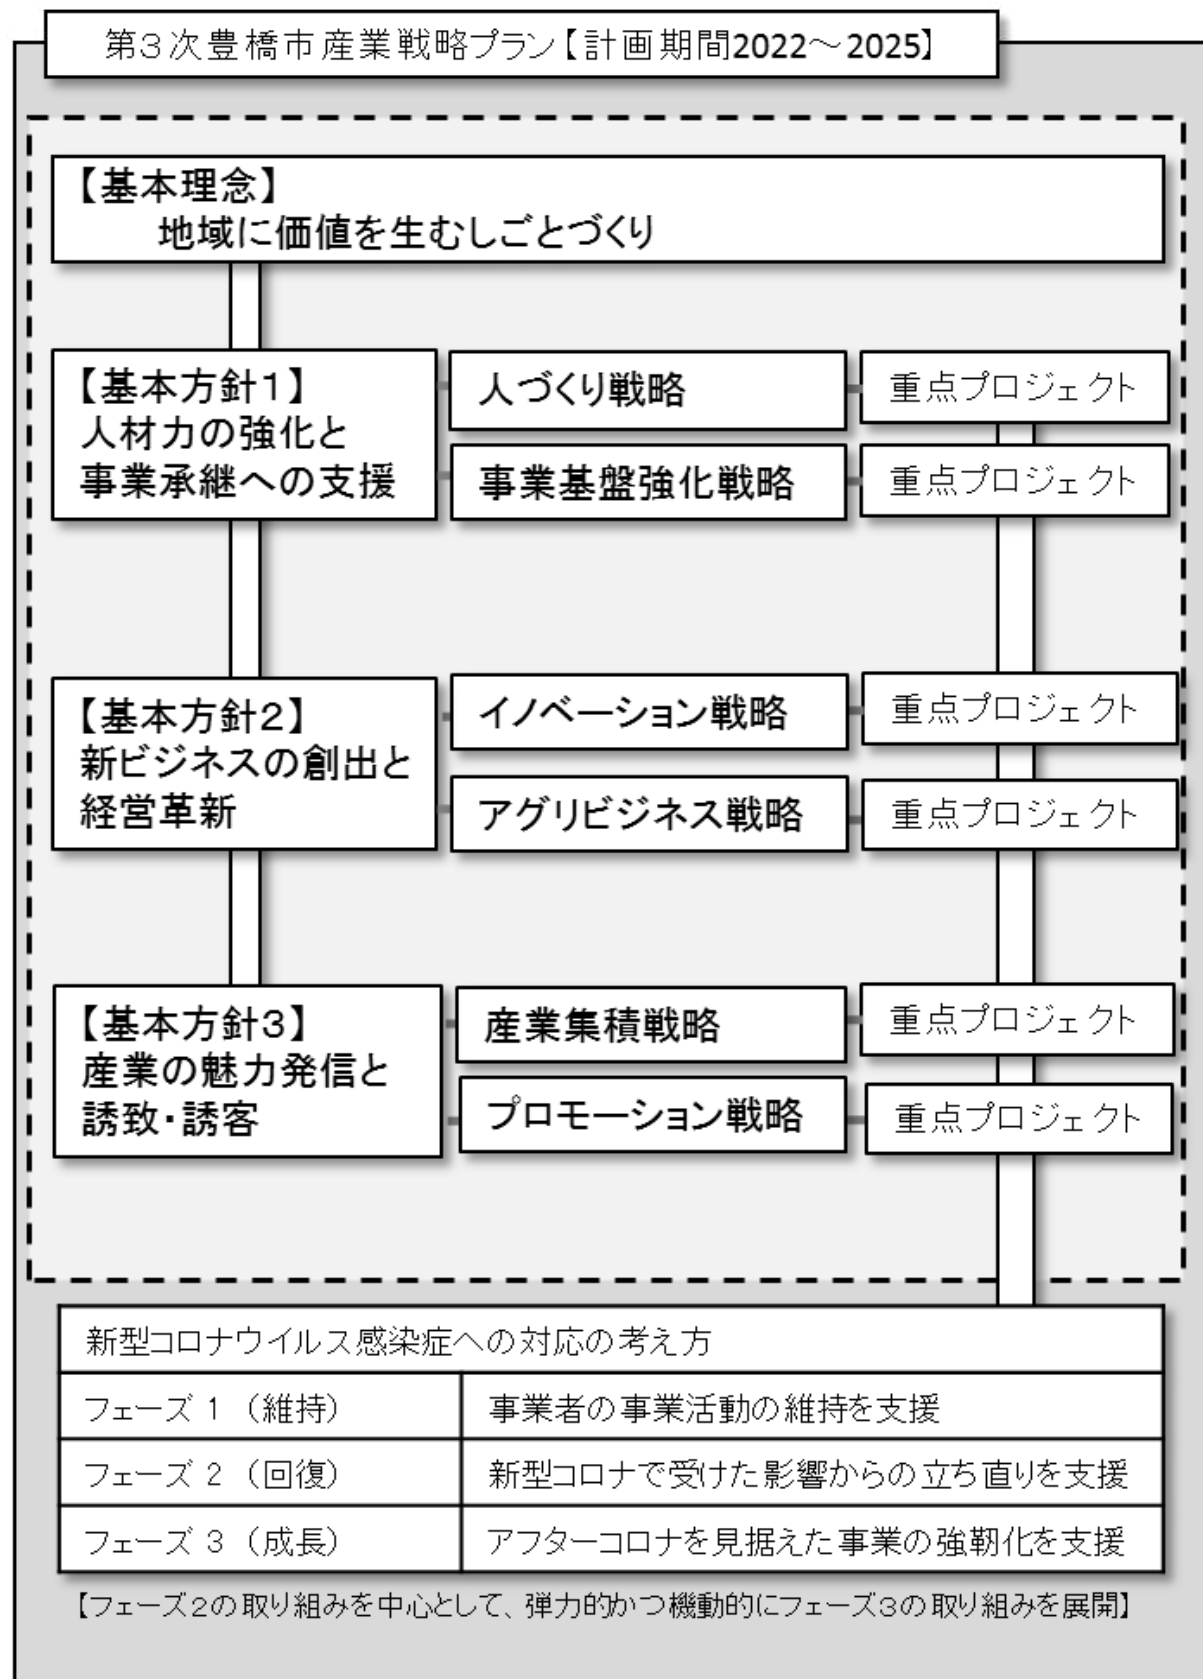 第3次豊橋市産業戦略プラン【計画期間2022～2025】
【基本理念】
地域に価値を生むしごとづくり
【基本方針1】
人材力の強化と
事業承継への支援
人づくり戦略
重点プロジェクト
事業基盤強化戦略
重点プロジェクト
【基本方針2】
新ビジネスの創出と
経営革新
イノベーション戦略
重点プロジェクト
アグリビジネス戦略
重点プロジェクト
【基本方針3】
産業の魅力発信と
誘致・誘客
産業集積戦略
重点プロジェクト
プロモーション戦略
重点プロジェクト
新型コロナウイルス感染症への対応の考え方
フェーズ 1 （維持） 事業者の事業活動の維持を支援
フェーズ 2 （回復） 新型コロナで受けた影響からの立ち直りを支援
フェーズ 3 （成長） アフターコロナを見据えた事業の強靭化を支援
【フェーズ2の取り組みを中心として、弾力的かつ機動的にフェーズ3の取り組みを展開】